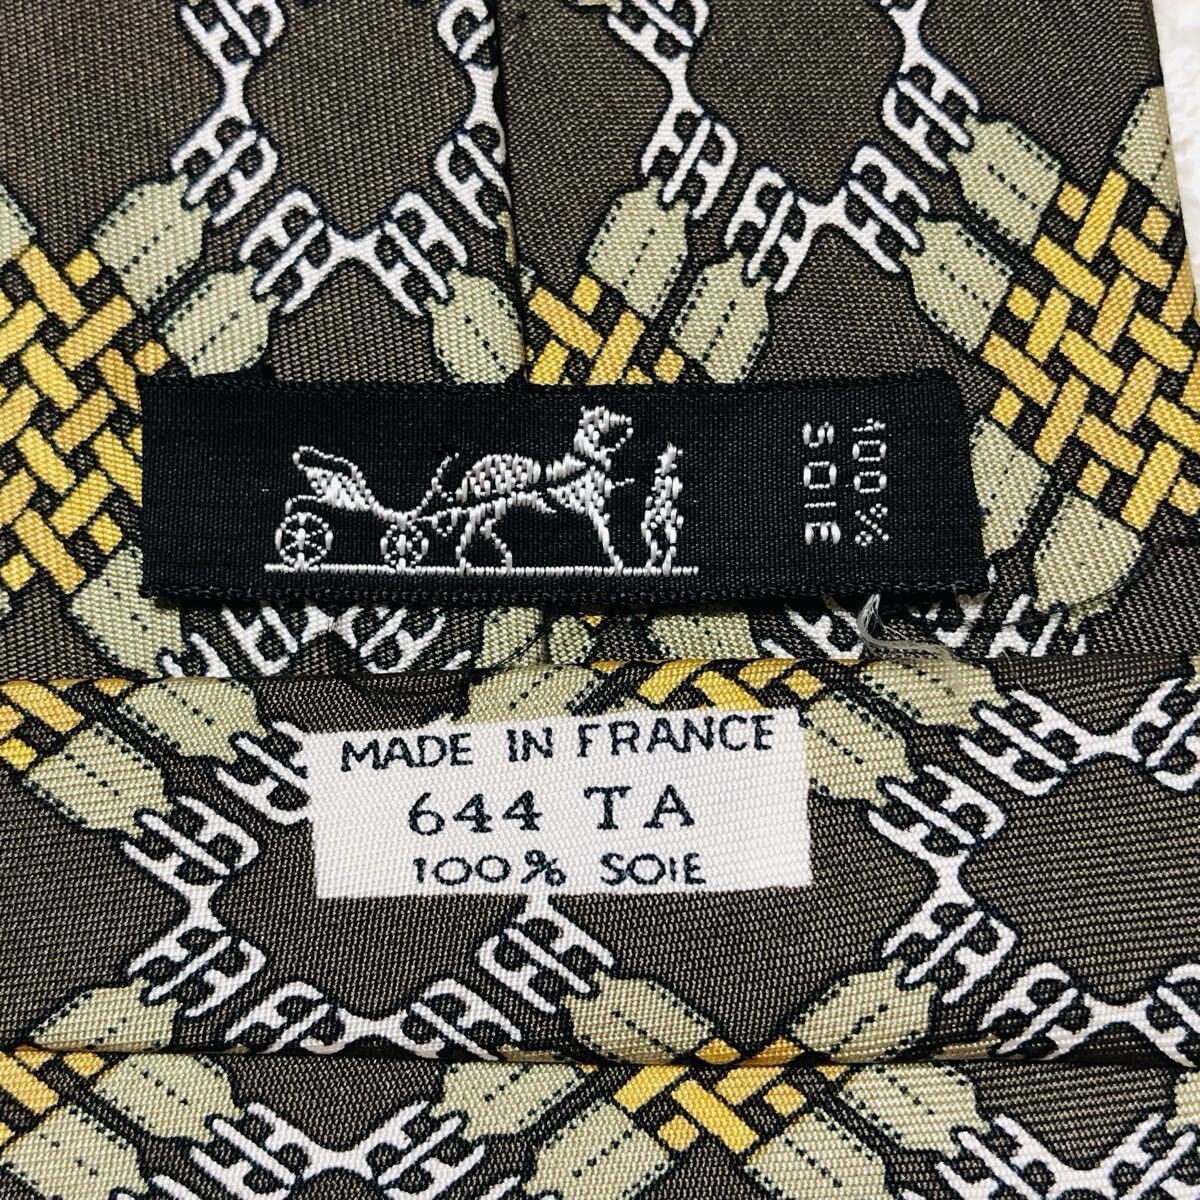 100%
SOIE
MADE IN FRANCE
644 TA
100% SOIE